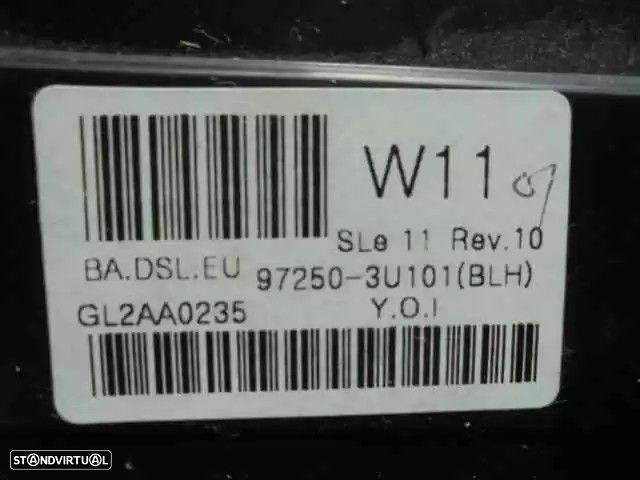 W11
SLe 11 Rev.10
BA.DSL.EU 97250-3U101(BLH)
GL2AA0235 Y.O.I
STANDVIRTUAL